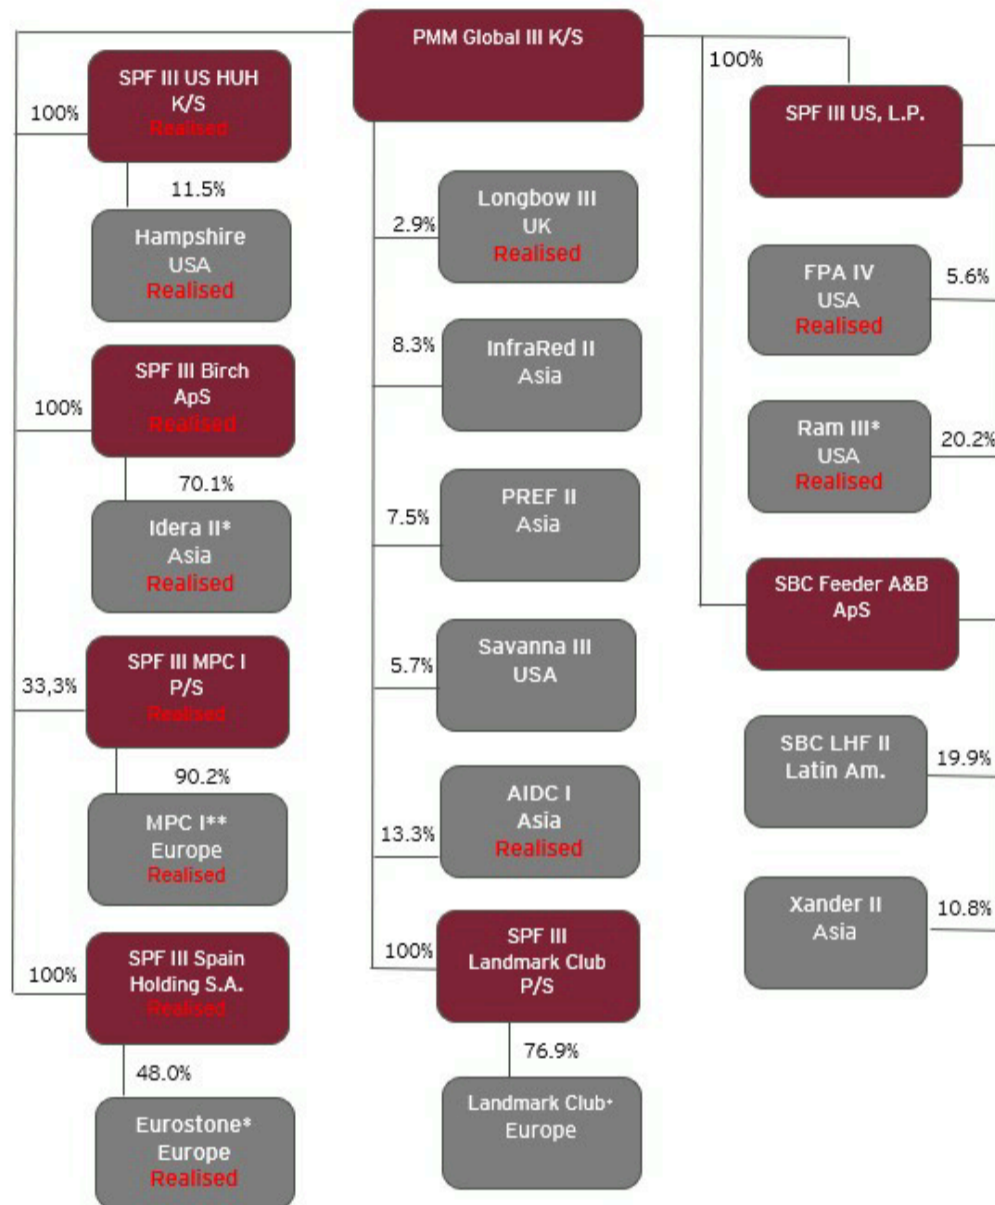 PMM Global III K/S
SPF III US HUH
K/S
Realised
100%
11.5%
Hampshire
USA
Realised
SPF III Birch
ApS
Realised
100%
70.1%
Idera II*
Asia
Realised
SPF III MPC I
P/S
Realised
33,3%
90.2%
MPC I**
Europe
Realised
SPF III Spain
Holding S.A.
Realised
100%
48.0%
Eurostone*
Europe
Realised
2.9%
Longbow III
UK
Realised
8.3%
InfraRed II
Asia
7.5%
PREF II
Asia
5.7%
Savanna III
USA
13.3%
AIDC I
Asia
Realised
100%
SPF III
Landmark Club
P/S
76.9%
Landmark Club*
Europe
100%
SPF III US, L.P.
FPA IV
USA
Realised
5.6%
Ram III*
USA
Realised
20.2%
SBC Feeder A&B
ApS
SBC LHF II
Latin Am.
19.9%
Xander II
Asia
10.8%